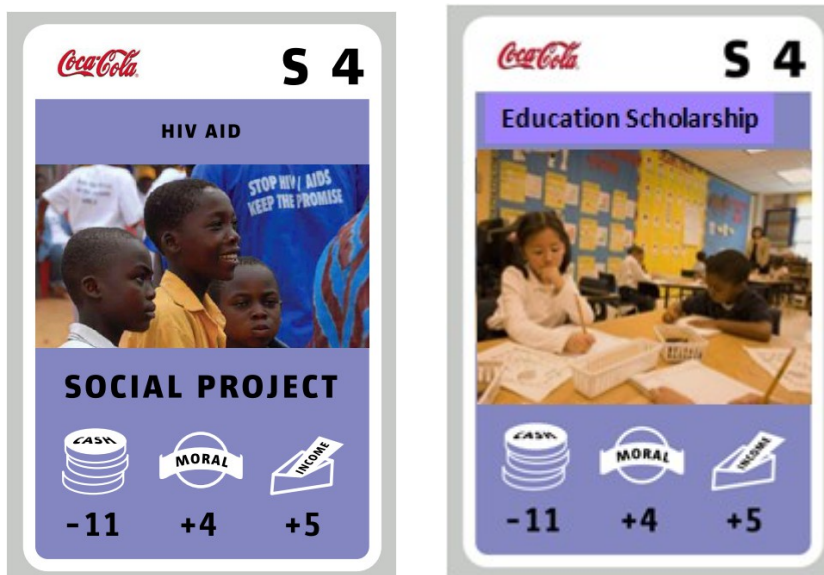 Coca-Cola
S 4
HIV AID
STOP HIV / AIDS
KEEP THE PROMISE
SOCIAL PROJECT
CASH
MORAL
INCOME
-11
+4
+5
Coca-Cola
S 4
Education Scholarship
CASH
MORAL
INCOME
-11
+4
+5